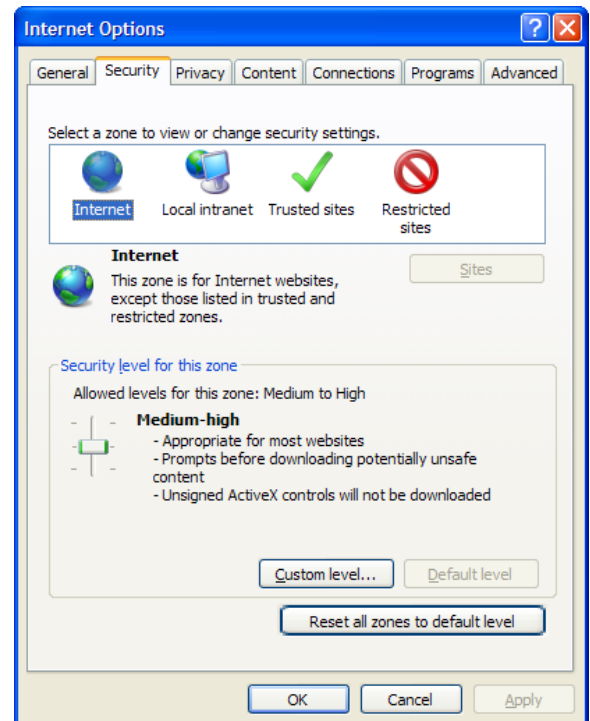 Internet Options
General Security Privacy Content Connections Programs Advanced
Select a zone to view or change security settings.
Internet Local intranet Trusted sites Restricted
sites
Internet
Sites
This zone is for Internet websites,
except those listed in trusted and
restricted zones.
Security level for this zone
Allowed levels for this zone: Medium to High
Medium-high
- Appropriate for most websites
- Prompts before downloading potentially unsafe
content
- Unsigned ActiveX controls will not be downloaded
Custom level... Default level
Reset all zones to default level
OK Cancel Apply